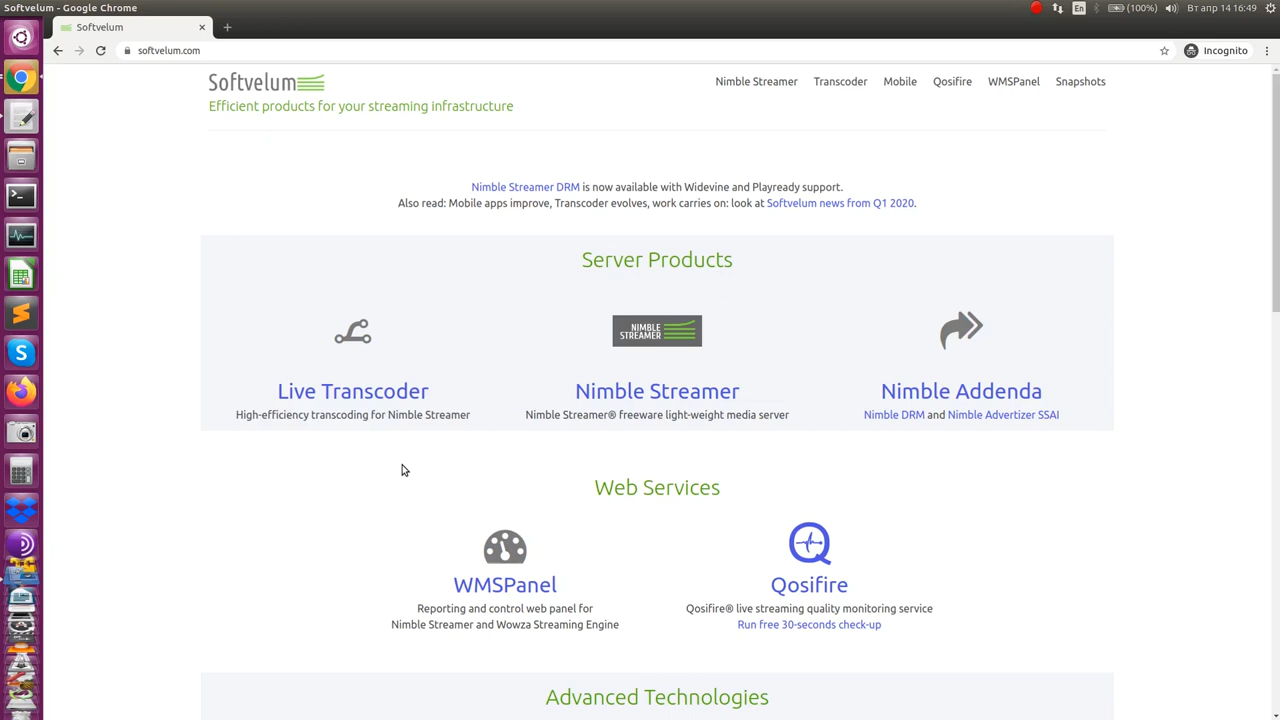 Softvelum - Google Chrome
En
(100%)
Вт апр 14 16:49
Softvelum
softvelum.com
Incognito
Softvelum
Efficient products for your streaming infrastructure
Nimble Streamer
Transcoder
Mobile
Qosifire
WMSPanel
Snapshots
Nimble Streamer DRM is now available with Widevine and Playready support.
Also read: Mobile apps improve, Transcoder evolves, work carries on: look at Softvelum news from Q1 2020.
Server Products
NIMBLE
STREAMER
Live Transcoder
Nimble Streamer
Nimble Addenda
High-efficiency transcoding for Nimble Streamer
Nimble Streamer® freeware light-weight media server
Nimble DRM and Nimble Advertizer SSAI
Web Services
WMSPanel
Qosifire
Reporting and control web panel for
Nimble Streamer and Wowza Streaming Engine
Qosifire® live streaming quality monitoring service
Run free 30-seconds check-up
Advanced Technologies